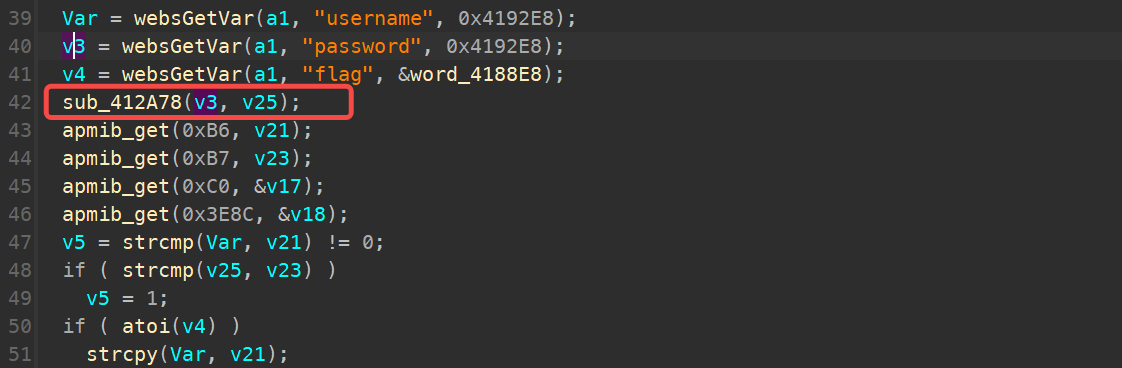 39 Var = websGetVar(a1, "username", 0x4192E8);
40 v3 = websGetVar(a1, "password", 0x4192E8);
41 v4 = websGetVar(a1, "flag", &word_4188E8);
42 sub_412A78(v3, v25);
43 apmib_get(0xB6, v21);
44 apmib_get(0xB7, v23);
45 apmib_get(0xC0, &v17);
46 apmib_get(0x3E8C, &v18);
47 v5 = strcmp(Var, v21) != 0;
48 if ( strcmp(v25, v23) )
49 v5 = 1;
50 if ( atoi(v4) )
51 strcpy(Var, v21);